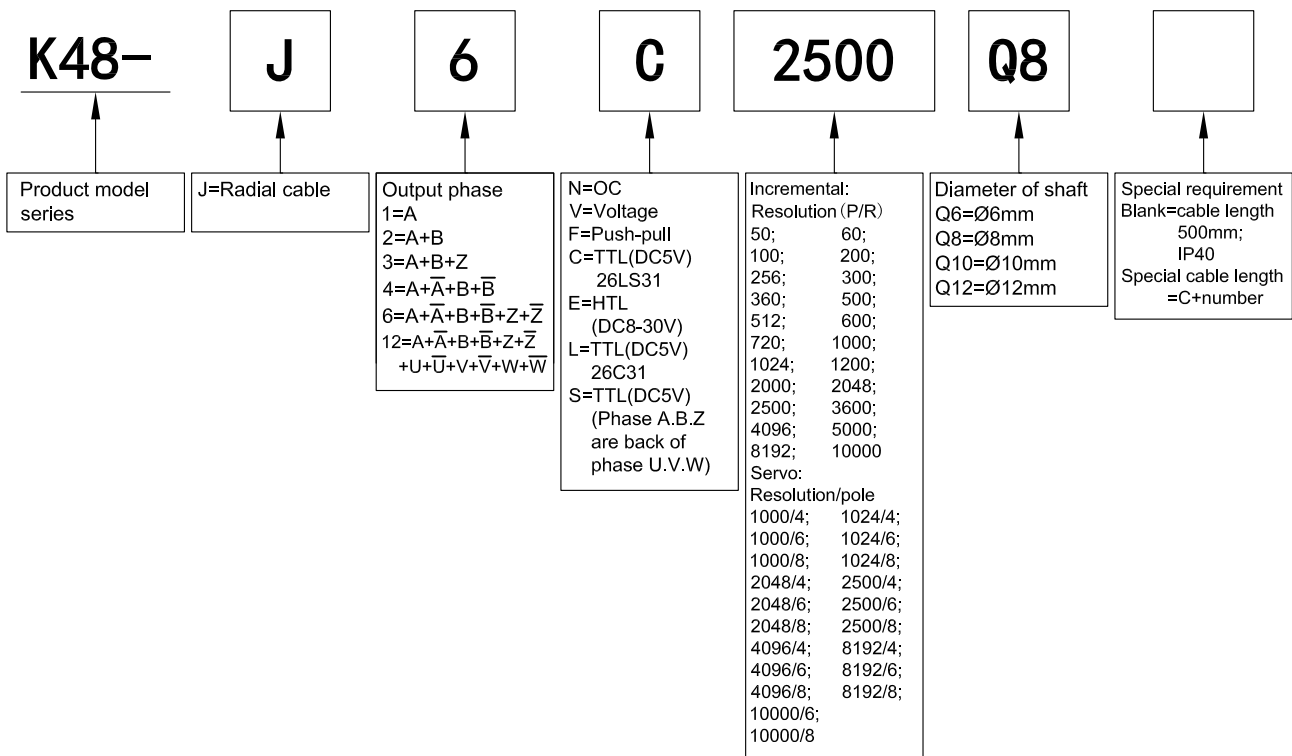 K48- J 6 C 2500 Q8
Product model
series
J=Radial cable
Output phase
1=A
2=A+B
3=A+B+Z
4=A+A̅+B+B̅
6=A+A̅+B+B̅+Z+Z̅
12=A+A̅+B+B̅+Z+Z̅
+U+U̅+V+V̅+W+W̅
N=OC
V=Voltage
F=Push-pull
C=TTL(DC5V)
26LS31
E=HTL
(DC8-30V)
L=TTL(DC5V)
26C31
S=TTL(DC5V)
(Phase A.B.Z
are back of
phase U.V.W)
Incremental:
Resolution(P/R)
50; 60;
100; 200;
256; 300;
360; 500;
512; 600;
720; 1000;
1024; 1200;
2000; 2048;
2500; 3600;
4096; 5000;
8192; 10000
Servo:
Resolution/pole
1000/4; 1024/4;
1000/6; 1024/6;
1000/8; 1024/8;
2048/4; 2500/4;
2048/6; 2500/6;
2048/8; 2500/8;
4096/4; 8192/4;
4096/6; 8192/6;
4096/8; 8192/8;
10000/6;
10000/8
Diameter of shaft
Q6=Ø6mm
Q8=Ø8mm
Q10=Ø10mm
Q12=Ø12mm
Special requirement
Blank=cable length
500mm;
IP40
Special cable length
=C+number